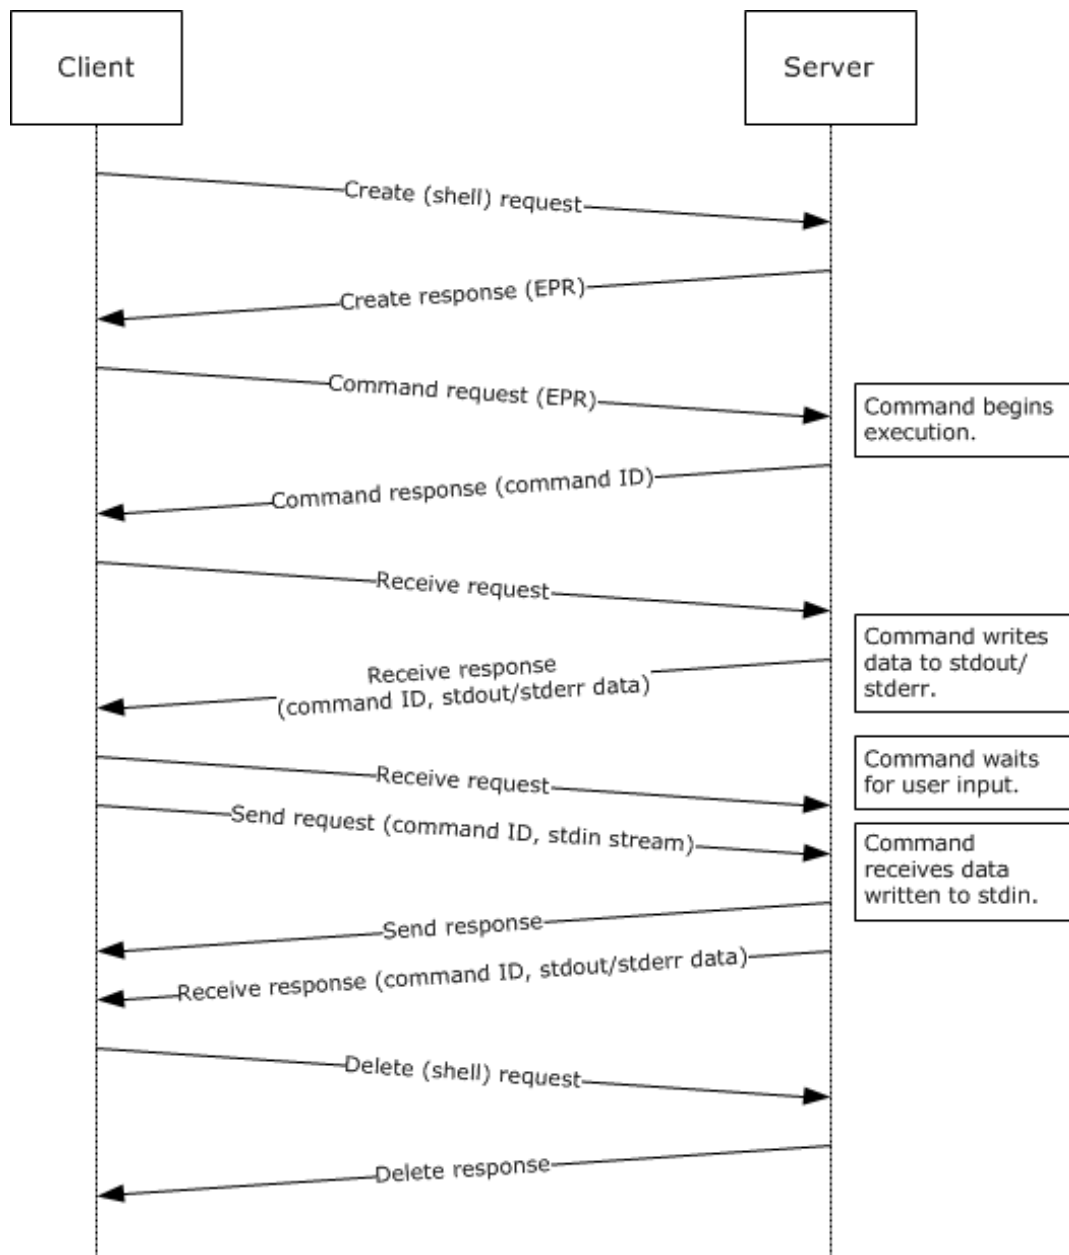 Client
Server
Create (shell) request
Create response (EPR)
Command request (EPR)
Command begins
execution.
Command response (command ID)
Receive request
Command writes
data to stdout/
stderr.
Receive response
(command ID, stdout/stderr data)
Command waits
for user input.
Receive request
Send request (command ID, stdin stream)
Command
receives data
written to stdin.
Send response
Receive response (command ID, stdout/stderr data)
Delete (shell) request
Delete response